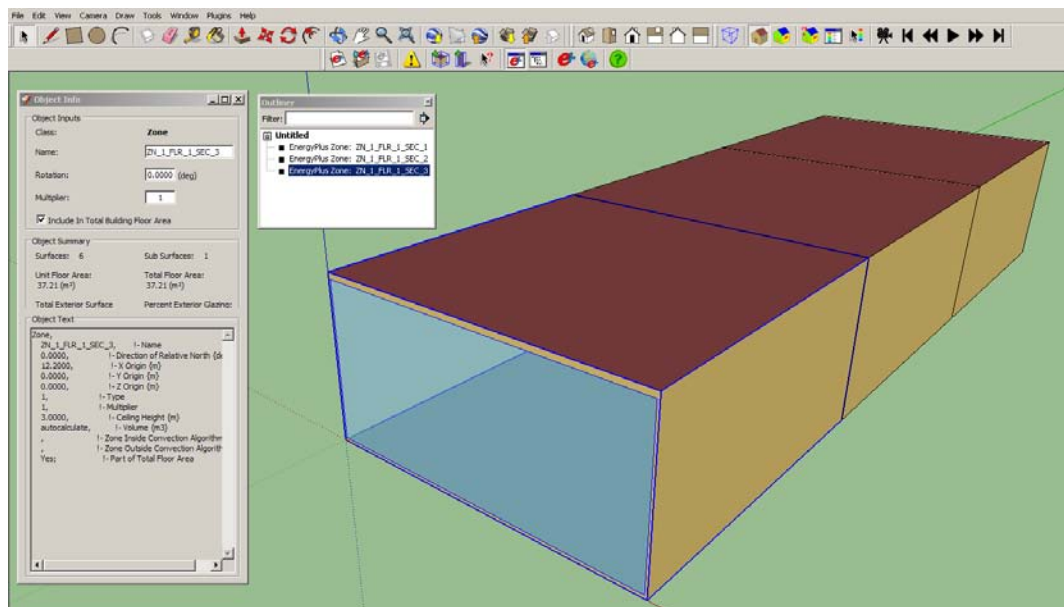 File Edit View Camera Draw Tools Window Plugins Help
Object Info
Object Inputs
Class: Zone
Name: ZN_1_FLR_1_SEC_3
Rotation: 0.0000 (deg)
Multiplier: 1
Include In Total Building Floor Area
Object Summary
Surfaces: 6 Sub Surfaces: 1
Unit Floor Area: Total Floor Area:
37.21 (m²) 37.21 (m²)
Total Exterior Surface Percent Exterior Glazing:
Object Text
Zone,
ZN_1_FLR_1_SEC_3, !- Name
0.0000, !- Direction of Relative North {de
12.2000, !- X Origin {m}
0.0000, !- Y Origin {m}
0.0000, !- Z Origin {m}
1, !- Type
1, !- Multiplier
3.0000, !- Ceiling Height {m}
autocalculate, !- Volume {m3}
, !- Zone Inside Convection Algorithm
, !- Zone Outside Convection Algorith
Yes; !- Part of Total Floor Area
Outliner
Filter:
Untitled
EnergyPlus Zone: ZN_1_FLR_1_SEC_1
EnergyPlus Zone: ZN_1_FLR_1_SEC_2
EnergyPlus Zone: ZN_1_FLR_1_SEC_3